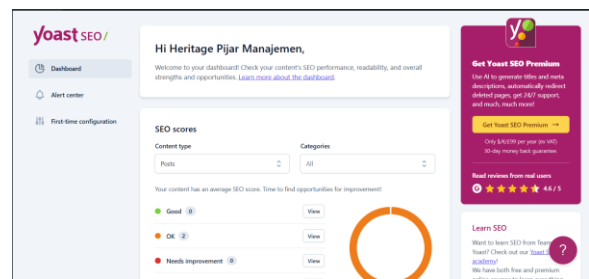 yoast SEO/
Dashboard
Alert center
First-time configuration
Hi Heritage Pijar Manajemen,
Welcome to your dashboard! Check your content's SEO performance, readability, and overall
strengths and opportunities. Learn more about the dashboard.
SEO scores
Content type
Categories
Posts
All
Your content has an average SEO score. Time to find opportunities for improvement!
Good 0 View
OK 2 View
Needs improvement 0 View
y
Get Yoast SEO Premium
Use AI to generate titles and meta
descriptions, automatically redirect
deleted pages, get 24/7 support,
and much, much more!
Get Yoast SEO Premium →
Only per year (ex VAT)
30-day money back guarantee
Read reviews from real users
G 4.6 / 5
Learn SEO
Want to learn SEO from Team
Yoast? Check out our Yoast
academy!
We have both free and premium
?